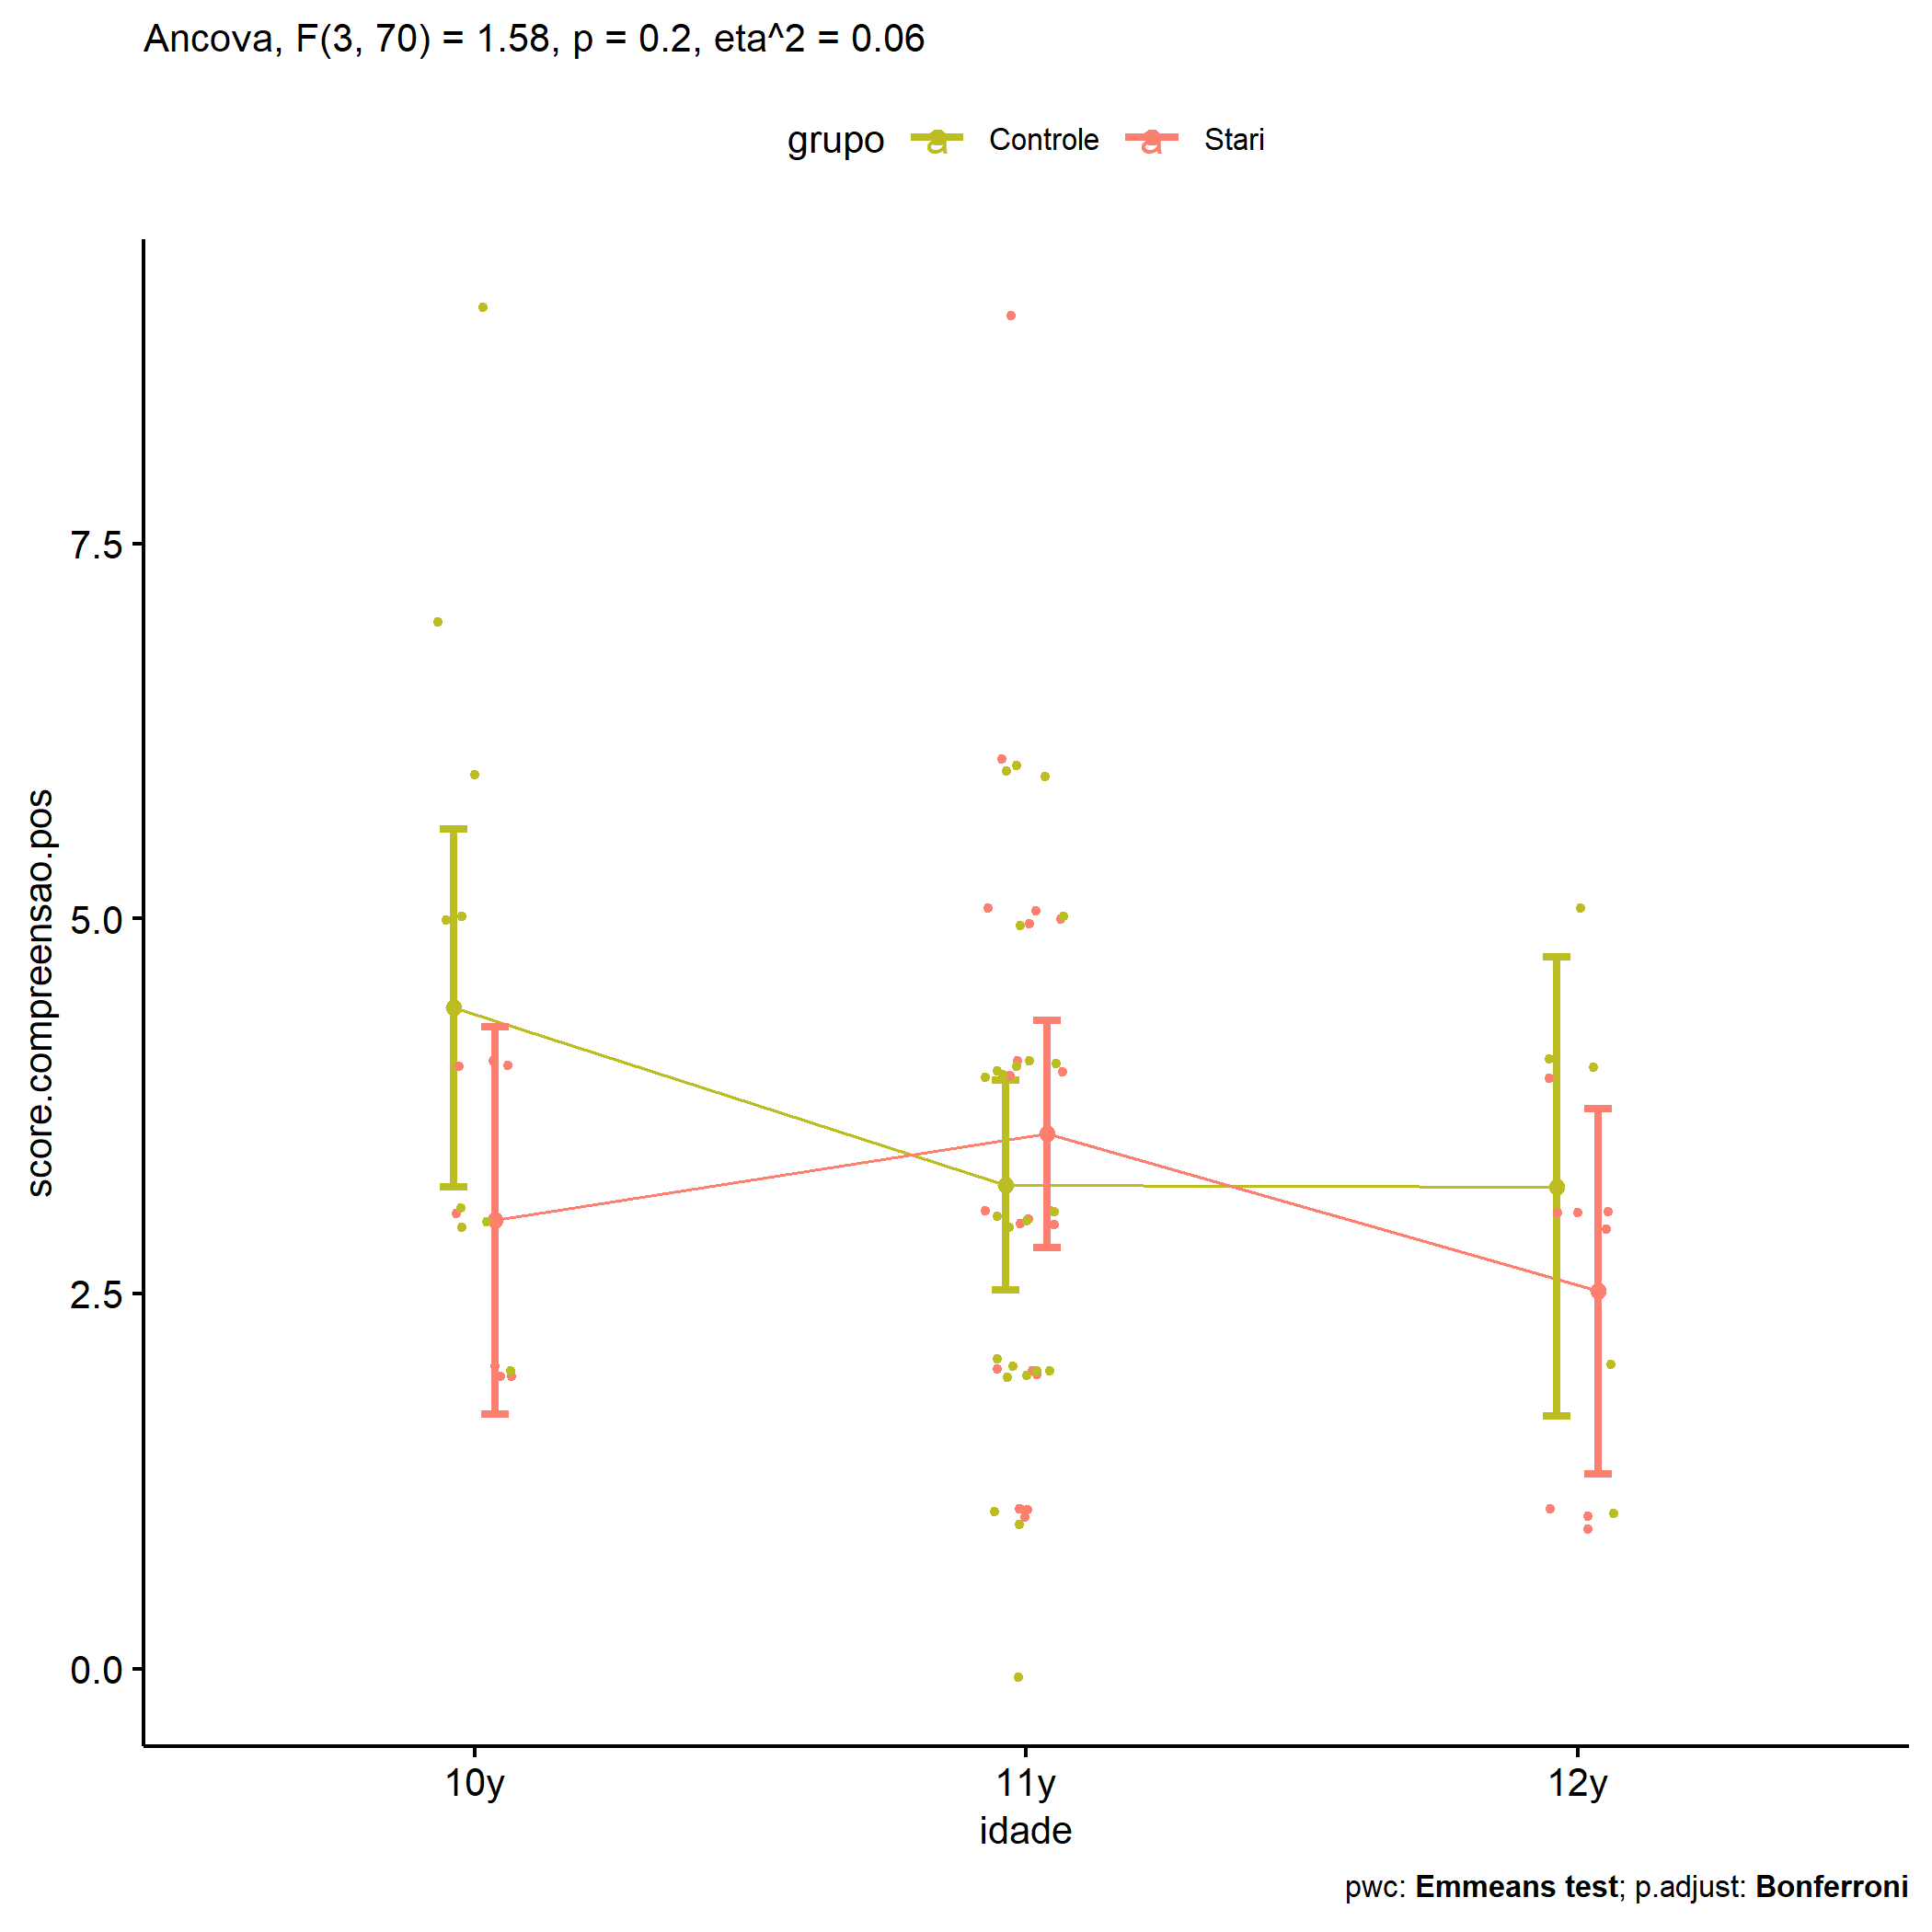 Ancova, F(3, 70) = 1.58, p = 0.2, eta^2 = 0.06
grupo a Controle a Stari
score.compreensao.pos
7.5
5.0
2.5
0.0
10y 11y 12y
idade
pwc: Emmeans test; p.adjust: Bonferroni